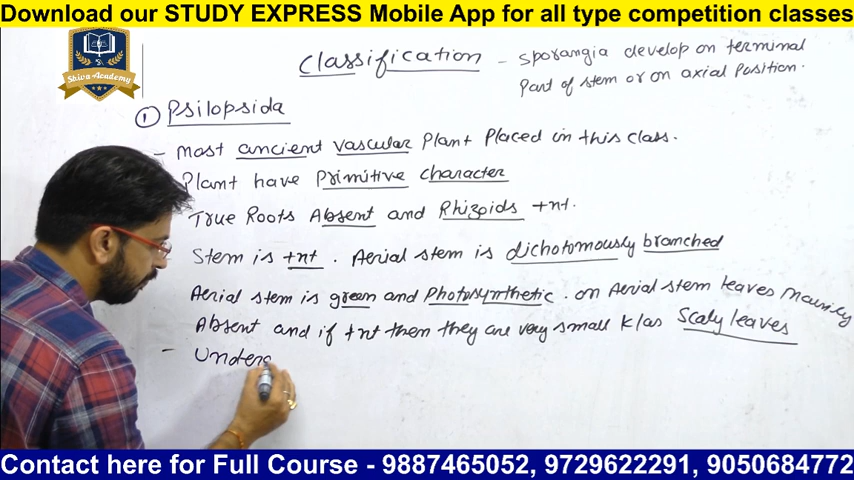 Download our STUDY EXPRESS Mobile App for all type competition classes
Shiva Academy
Classification - sporangia develop on terminal
part of stem or on axial position.
① Psilopsida
- Most ancient vascular Plant Placed in this class.
Plant have Primitive character
True Roots Absent and Rhizoids +nt.
Stem is +nt. Aerial stem is dichotomously branched
Aerial stem is green and Photosynthetic. on Aerial stem leaves Mainly
Absent and if +nt then they are very small K/as Scaly leaves
- Underg
Contact here for Full Course - 9887465052, 9729622291, 9050684772